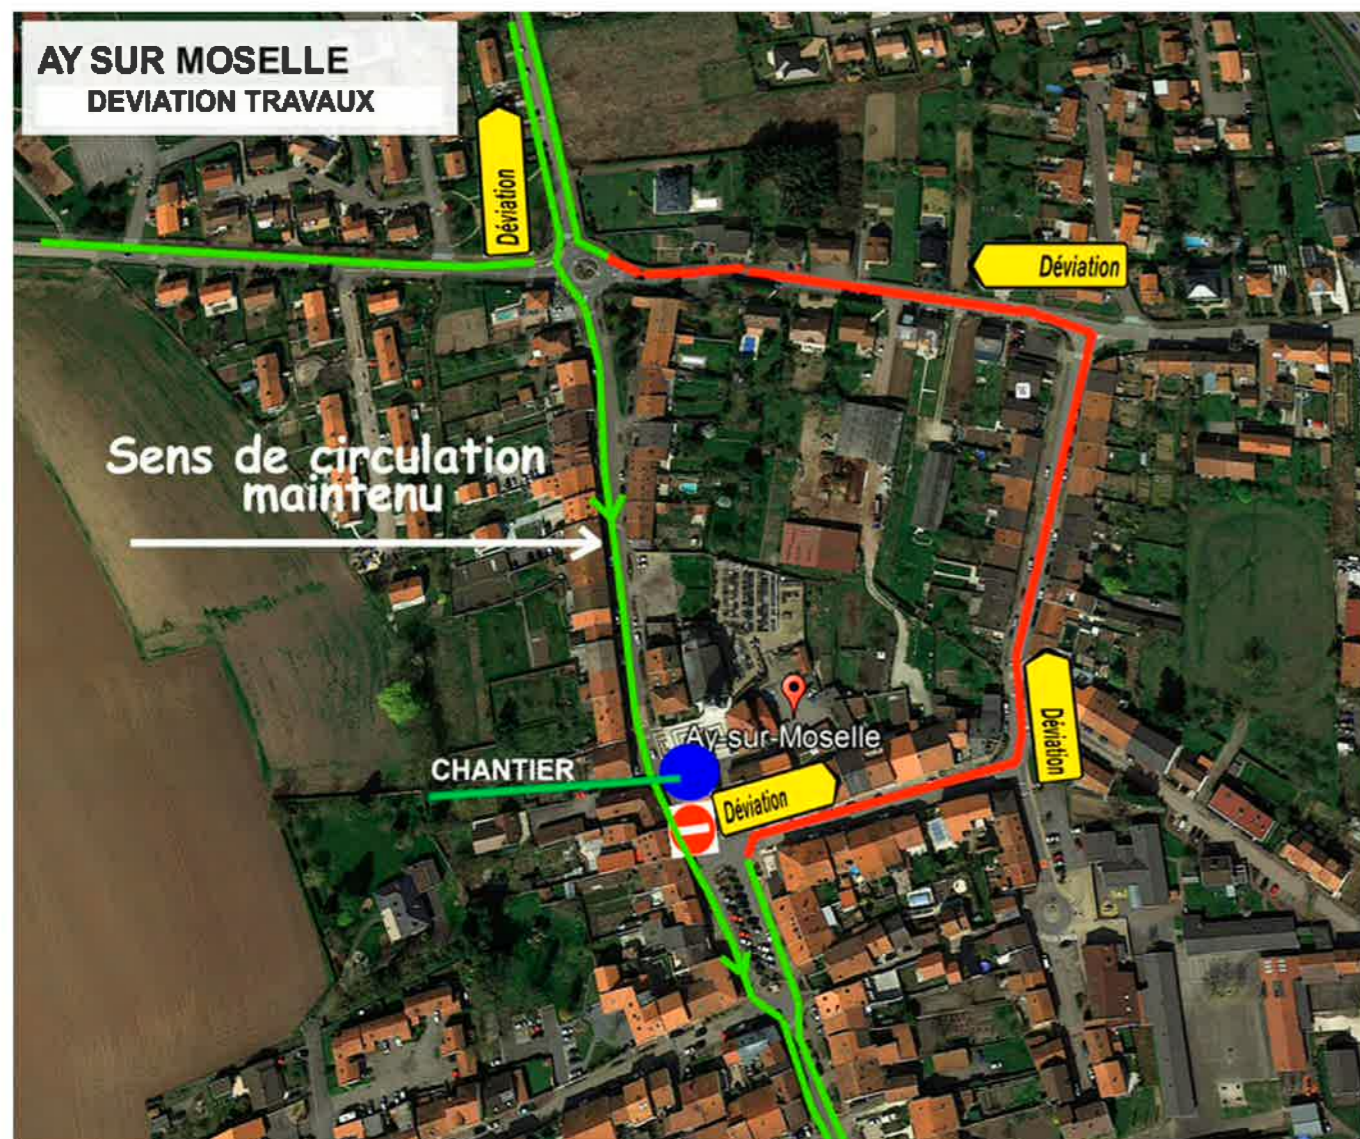 AY SUR MOSELLE
DEVIATION TRAVAUX
Déviation
Déviation
Sens de circulation
maintenu
Ay-sur-Moselle
CHANTIER
Déviation
Déviation